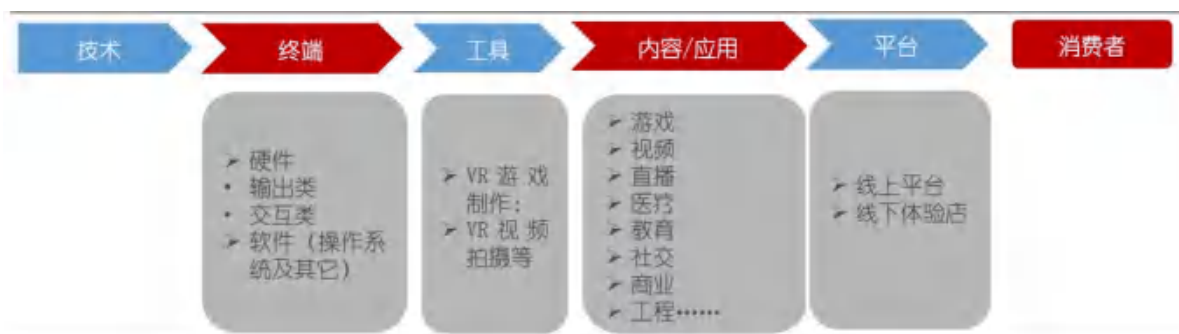 技术
终端
工具
内容/应用
平台
消费者
➢ 硬件
• 输出类
• 交互类
➢ 软件（操作系
统及其它）
➢ VR 游 戏
制作；
➢ VR 视 频
拍摄等
➢ 游戏
➢ 视频
➢ 直播
➢ 医疗
➢ 教育
➢ 社交
➢ 商业
➢ 工程……
➢ 线上平台
➢ 线下体验店